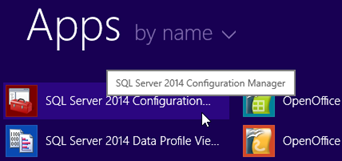 Apps by name
SQL Server 2014 Configuration Manager
SQL Server 2014 Configuration...
OpenOffice
SQL Server 2014 Data Profile Vie...
OpenOffice